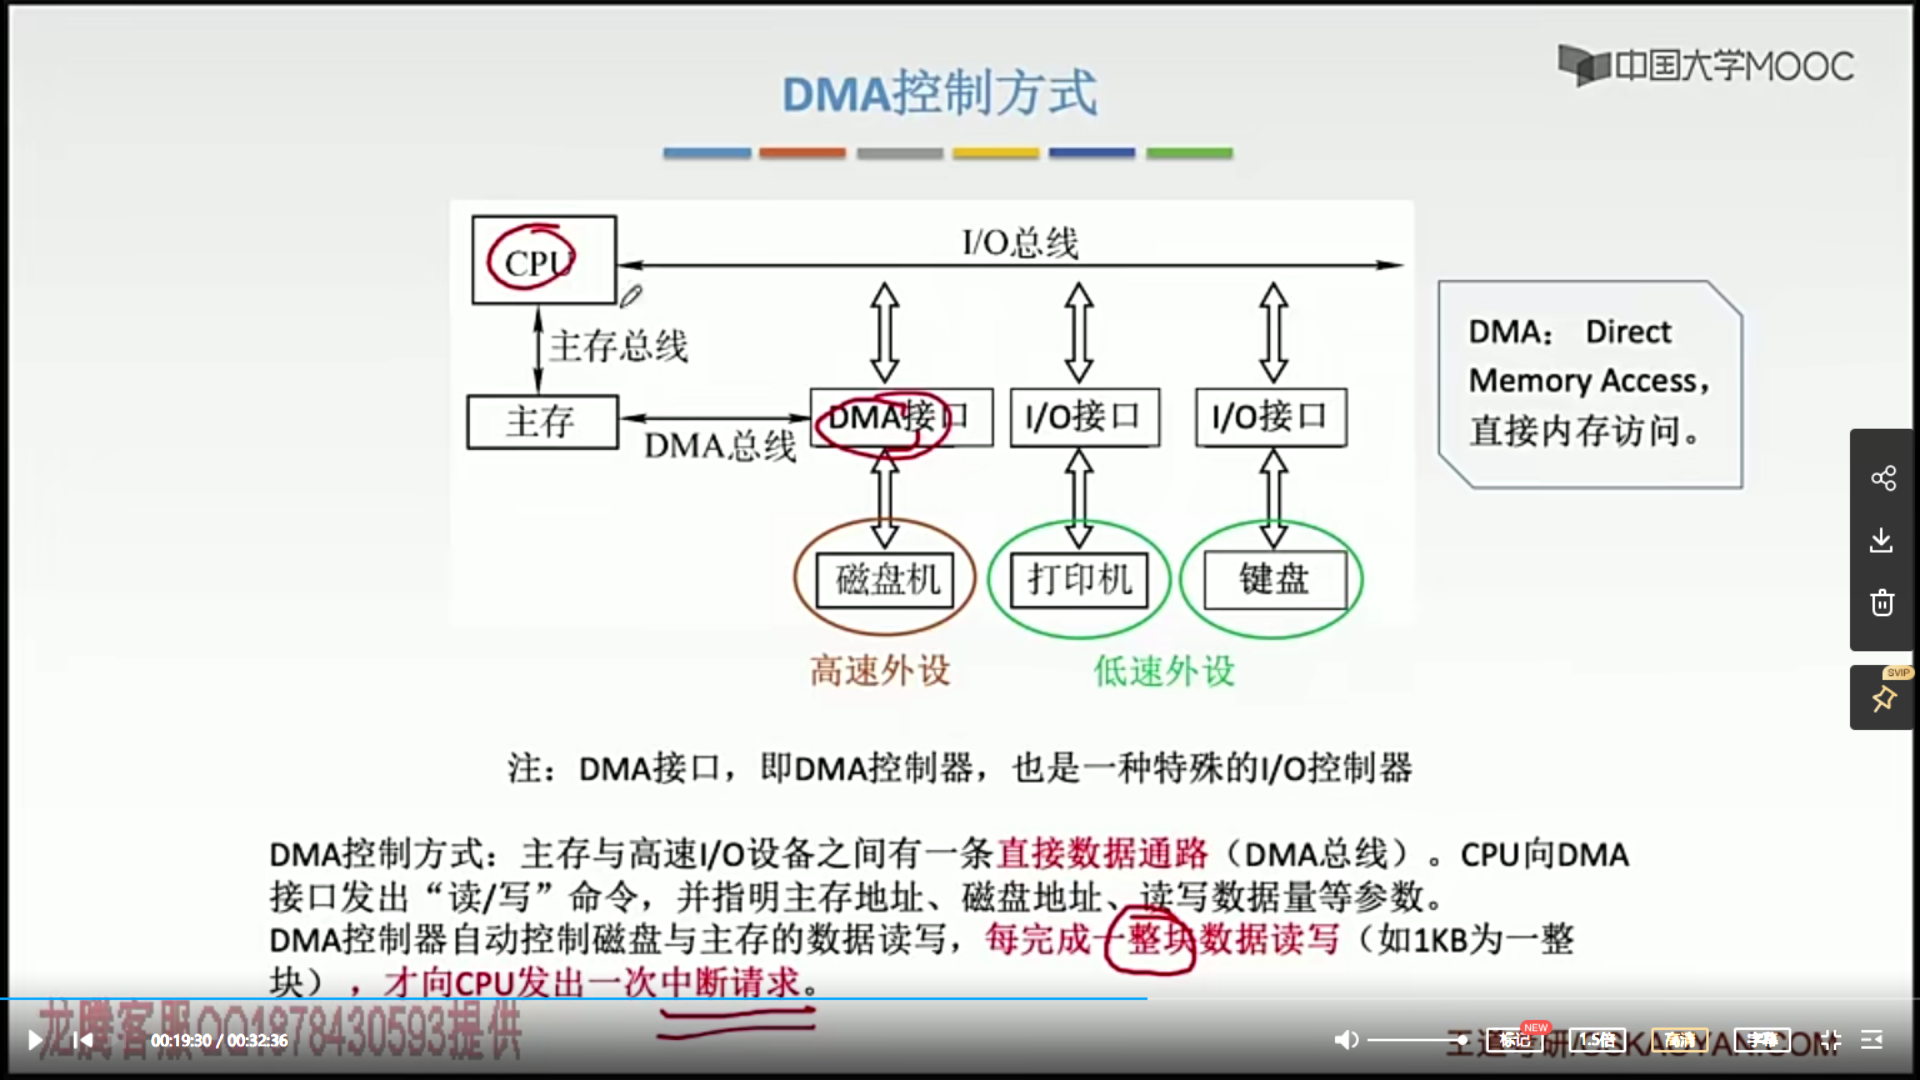 中国大学MOOC
DMA控制方式
CPU
I/O总线
主存总线
主存
DMA总线
DMA接口
I/O接口
I/O接口
磁盘机
打印机
键盘
高速外设
低速外设
DMA: Direct
Memory Access,
直接内存访问。
SVIP
注：DMA接口，即DMA控制器，也是一种特殊的I/O控制器
DMA控制方式：主存与高速I/O设备之间有一条直接数据通路（DMA总线）。CPU向DMA
接口发出“读/写”命令，并指明主存地址、磁盘地址、读写数据量等参数。
DMA控制器自动控制磁盘与主存的数据读写，每完成一整块数据读写（如1KB为一整
块），才向CPU发出一次中断请求。
龙腾客服QQ1878430593提供
00:19:30 / 00:32:36
王道考研/CSKAOYAN.COM
NEW
标记
1.5倍
高清
字幕